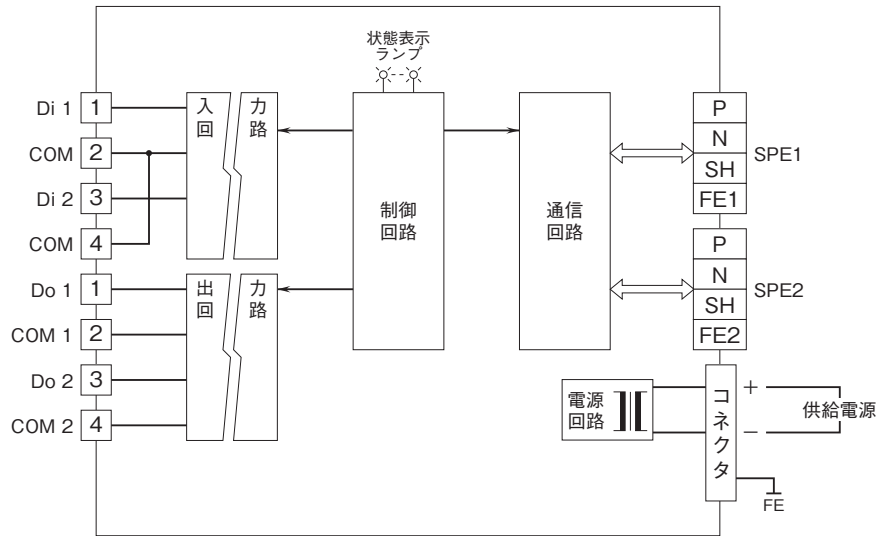 状態表示
ランプ
Di 1 1
COM 2
Di 2 3
COM 4
入力
回路
Do 1 1
COM 1 2
Do 2 3
COM 2 4
出力
回路
制御
回路
通信
回路
P
N
SH
FE1
SPE1
P
N
SH
FE2
SPE2
電源
回路
コネクタ
+
−
供給電源
FE